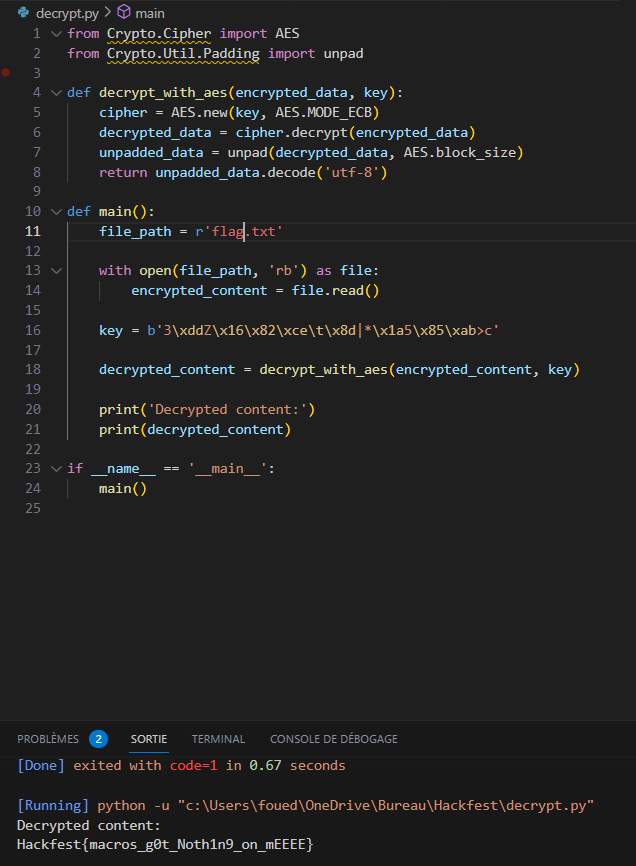 decrypt.py > main
1 from Crypto.Cipher import AES
2 from Crypto.Util.Padding import unpad
3
4 def decrypt_with_aes(encrypted_data, key):
5     cipher = AES.new(key, AES.MODE_ECB)
6     decrypted_data = cipher.decrypt(encrypted_data)
7     unpadded_data = unpad(decrypted_data, AES.block_size)
8     return unpadded_data.decode('utf-8')
9
10 def main():
11     file_path = r'flag.txt'
12
13     with open(file_path, 'rb') as file:
14         encrypted_content = file.read()
15
16     key = b'3\xddZ\x16\x82\xce\t\x8d|*\x1a5\x85\xab>c'
17
18     decrypted_content = decrypt_with_aes(encrypted_content, key)
19
20     print('Decrypted content:')
21     print(decrypted_content)
22
23 if __name__ == '__main__':
24     main()
25
PROBLÈMES 2 SORTIE TERMINAL CONSOLE DE DÉBOGAGE
[Done] exited with code=1 in 0.67 seconds
[Running] python -u "c:\Users\foued\OneDrive\Bureau\Hackfest\decrypt.py"
Decrypted content:
Hackfest{macros_g0t_Noth1n9_on_mEEEE}